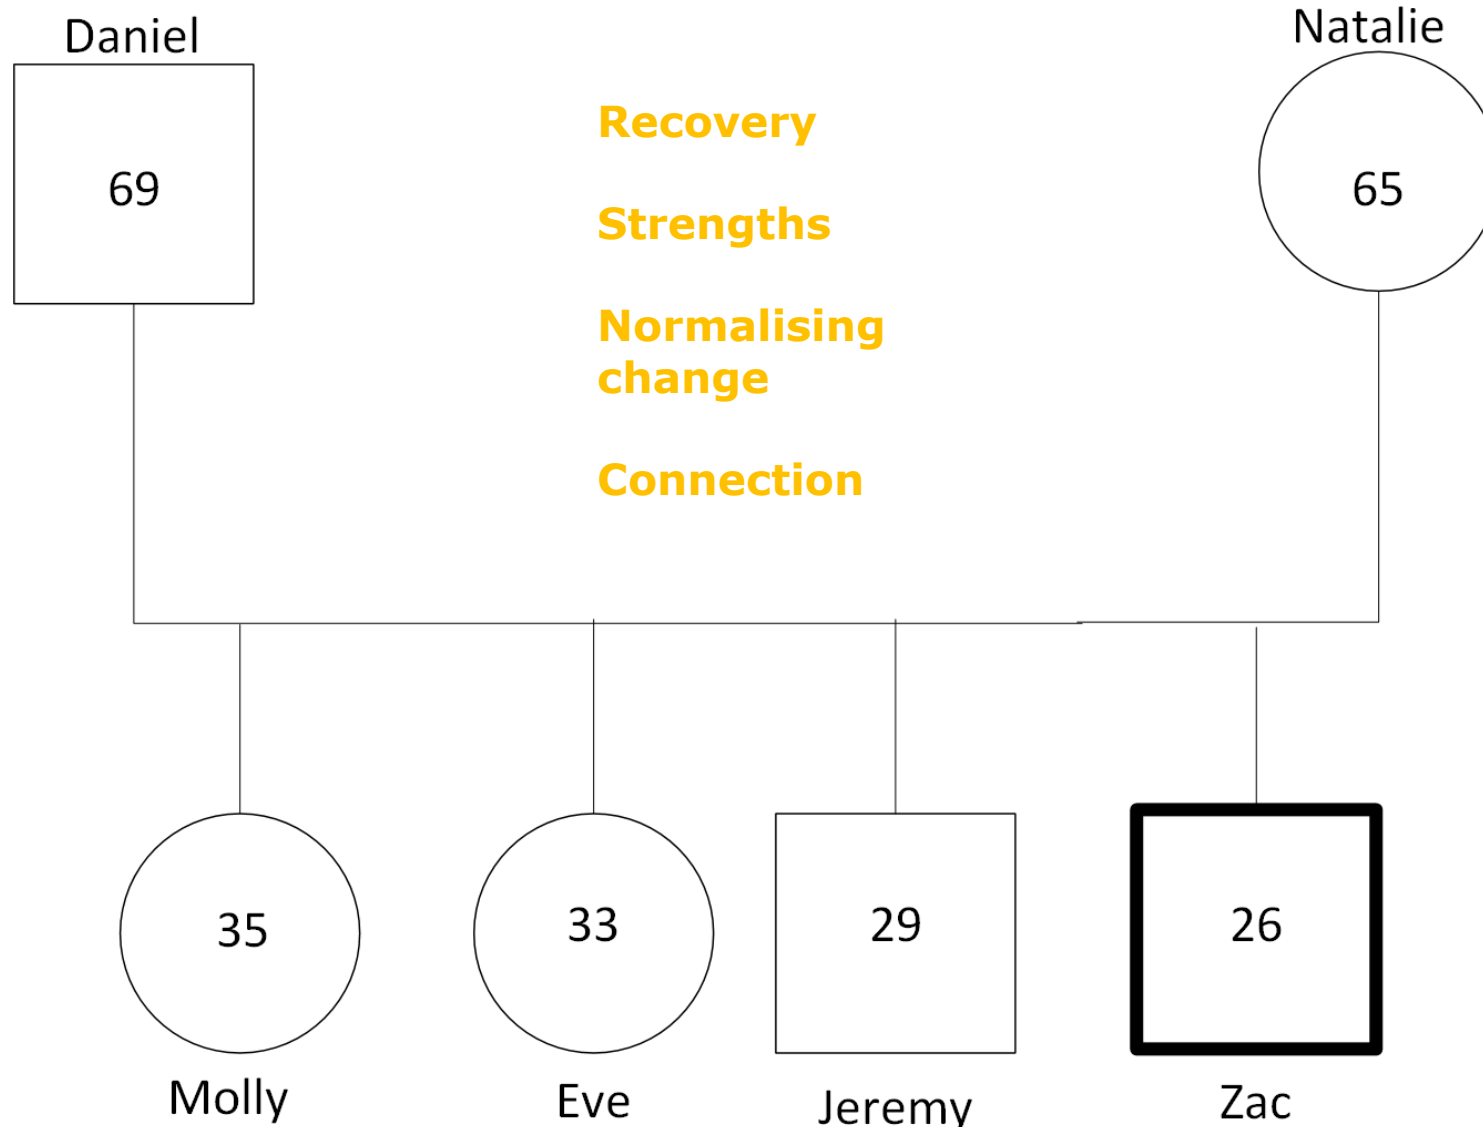 Daniel
Natalie
69
65
Recovery
Strengths
Normalising
change
Connection
35
33
29
26
Molly
Eve
Jeremy
Zac